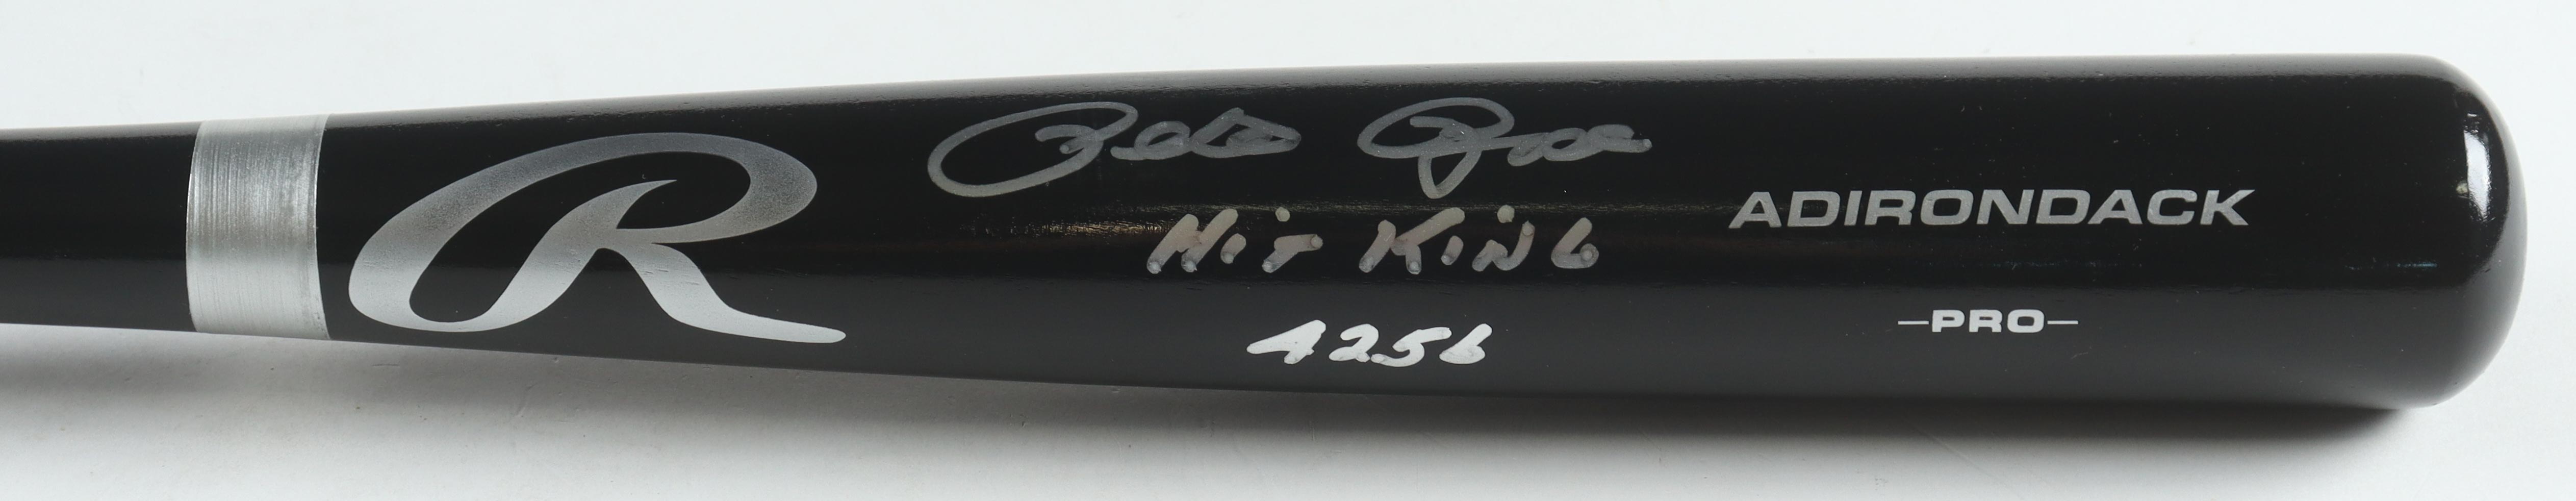 R
Pete Rose
Hit King
4256
ADIRONDACK
—PRO—